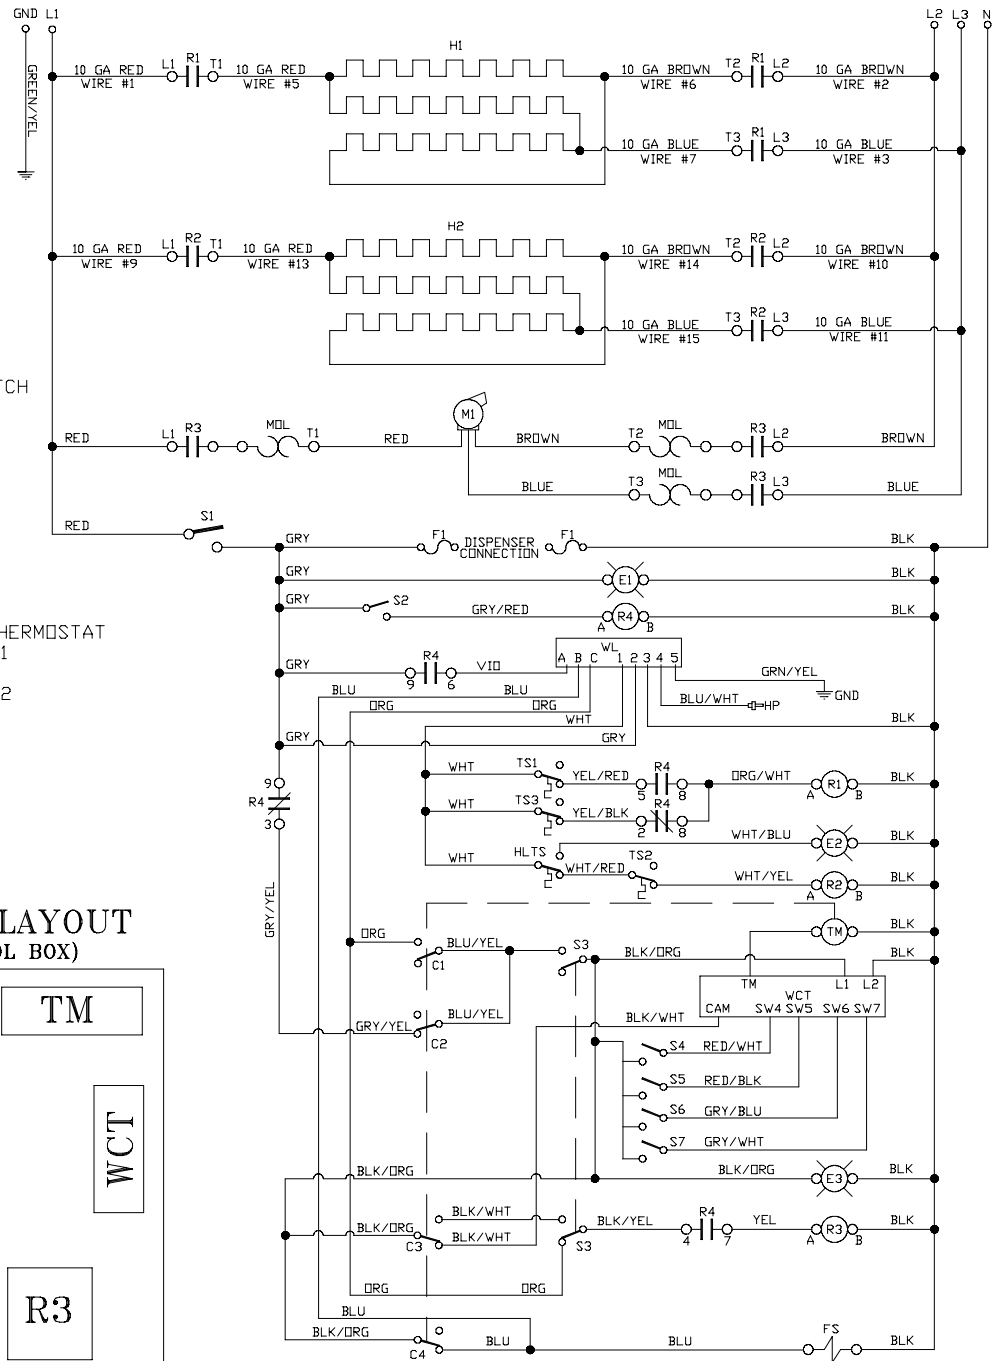 GND L1
L2 L3 N
GREEN/YEL
H1
10 GA RED
WIRE #1
L1 R1 T1
10 GA RED
WIRE #5
10 GA BROWN
WIRE #6
T2 R1 L2
10 GA BROWN
WIRE #2
10 GA BLUE
WIRE #7
T3 R1 L3
10 GA BLUE
WIRE #3
H2
10 GA RED
WIRE #9
L1 R2 T1
10 GA RED
WIRE #13
10 GA BROWN
WIRE #14
T2 R2 L2
10 GA BROWN
WIRE #10
10 GA BLUE
WIRE #15
T3 R2 L3
10 GA BLUE
WIRE #11
TCH
RED
L1 R3
MOL
T1
RED
M1
BROWN
T2
MOL
R3 L2
BROWN
BLUE
T3
MOL
R3 L3
BLUE
RED
S1
GRY
F1
DISPENSER
CONNECTION
F1
BLK
GRY
E1
BLK
GRY
S2
GRY/RED
R4
A B
BLK
HERMOSTAT
1
2
WL
A B C 1 2 3 4 5
GRY
R4
9 6
VIO
GRN/YEL
GND
BLU
BLU
BLU/WHT
HP
ORG
ORG
WHT
BLK
GRY
GRY
WHT
TS1
YEL/RED
R4
5 8
ORG/WHT
R1
A B
BLK
9
R4
3
WHT
TS3
YEL/BLK
R4
2 8
WHT/BLU
E2
BLK
WHT
HLTS
WHT/RED
TS2
WHT/YEL
R2
A B
BLK
GRY/YEL
LAYOUT
OL BOX)
TM
WCT
R3
ORG
C1
BLU/YEL
S3
BLK/ORG
TM
BLK
BLK
TM L1 L2
WCT
CAM SW4 SW5 SW6 SW7
GRY/YEL
C2
BLU/YEL
BLK/WHT
S4 RED/WHT
S5 RED/BLK
S6 GRY/BLU
S7 GRY/WHT
BLK/ORG
BLK/ORG
E3
BLK
BLK/WHT
BLK/ORG
C3
BLK/WHT
S3
BLK/YEL
R4
4 7
YEL
R3
A B
BLK
ORG
ORG
BLU
BLK/ORG
C4
BLU
BLU
FS
BLK